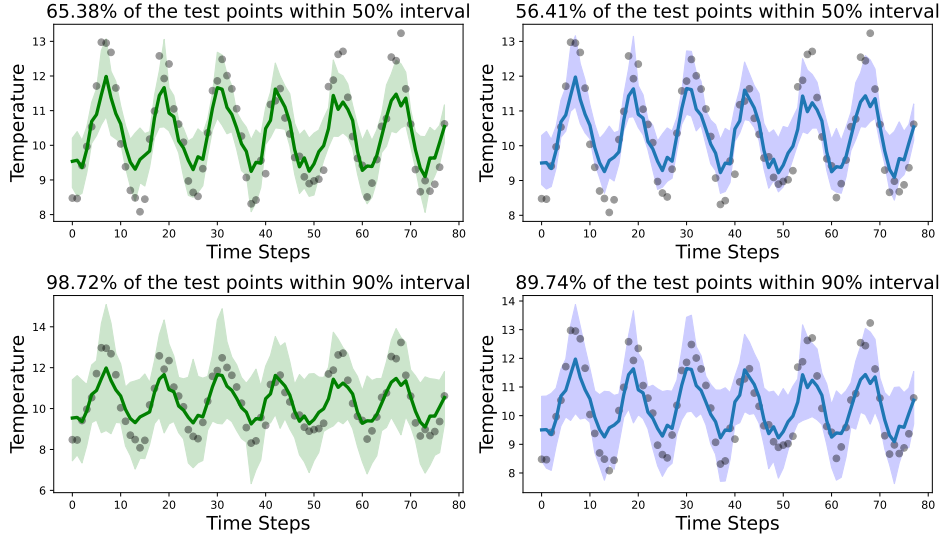 65.38% of the test points within 50% interval
13
12
11
10
9
8
0 10 20 30 40 50 60 70 80
Temperature
Time Steps
56.41% of the test points within 50% interval
13
12
11
10
9
8
0 10 20 30 40 50 60 70 80
Temperature
Time Steps
98.72% of the test points within 90% interval
14
12
10
8
6
0 10 20 30 40 50 60 70 80
Temperature
Time Steps
89.74% of the test points within 90% interval
14
13
12
11
10
9
8
0 10 20 30 40 50 60 70 80
Temperature
Time Steps